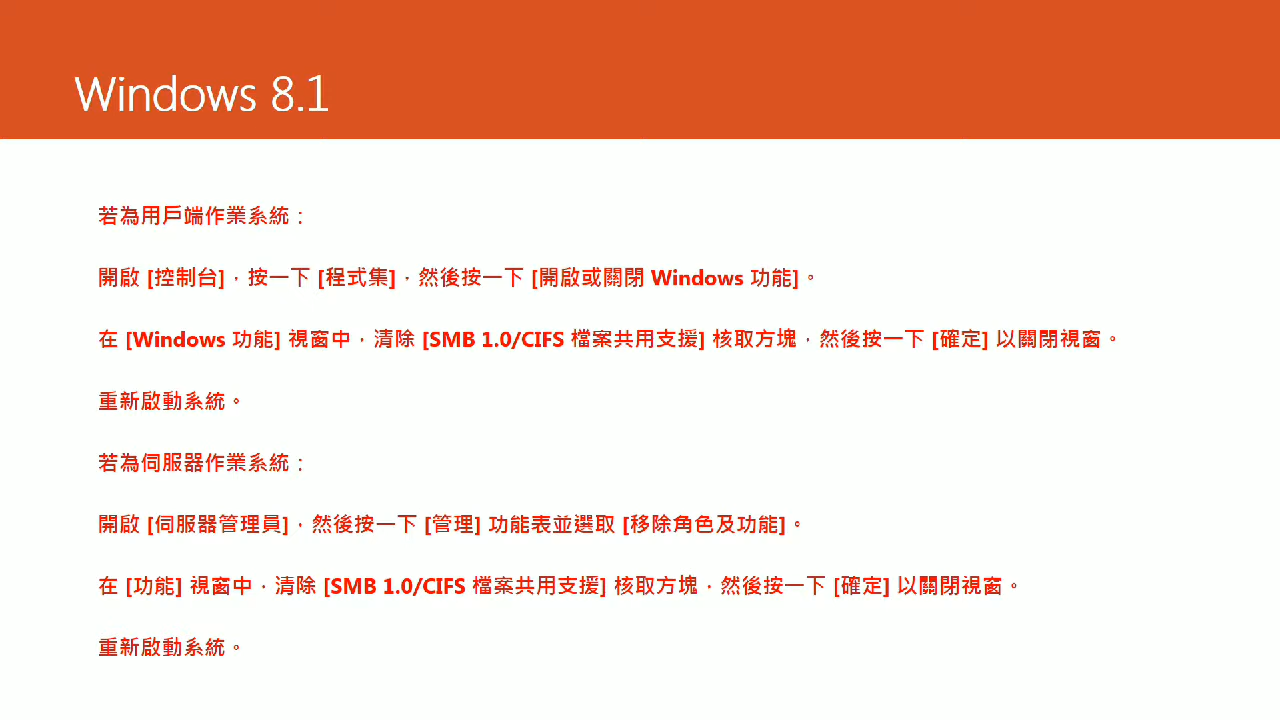 Windows 8.1
若為用戶端作業系統：
開啟 [控制台]，按一下 [程式集]，然後按一下 [開啟或關閉 Windows 功能]。
在 [Windows 功能] 視窗中，清除 [SMB 1.0/CIFS 檔案共用支援] 核取方塊，然後按一下 [確定] 以關閉視窗。
重新啟動系統。
若為伺服器作業系統：
開啟 [伺服器管理員]，然後按一下 [管理] 功能表並選取 [移除角色及功能]。
在 [功能] 視窗中，清除 [SMB 1.0/CIFS 檔案共用支援] 核取方塊，然後按一下 [確定] 以關閉視窗。
重新啟動系統。